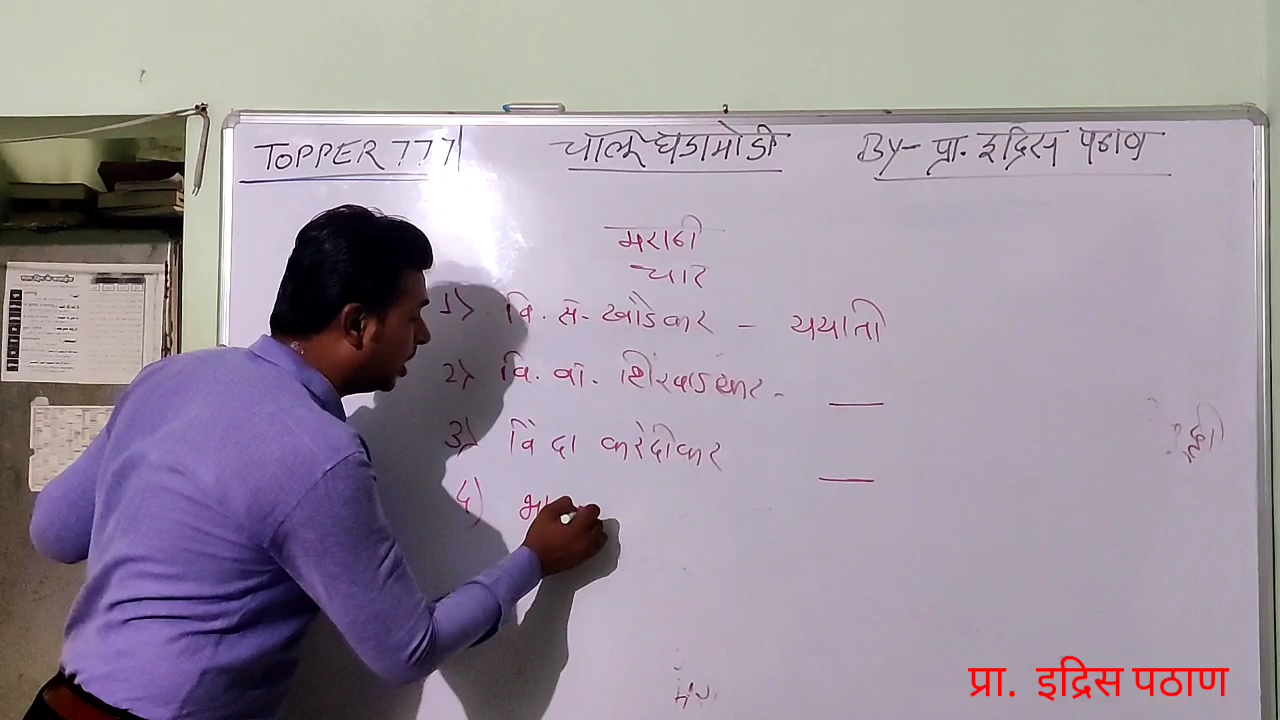 TOPPER 777
चालू घडामोडी
By - प्रा. इद्रिस पठाण
मराठी
चार
1) वि. स. खांडेकर - ययाती
2) वि. वा. शिरवाडकर -
3) विंदा करंदीकर
4) भा
प्रा. इद्रिस पठाण